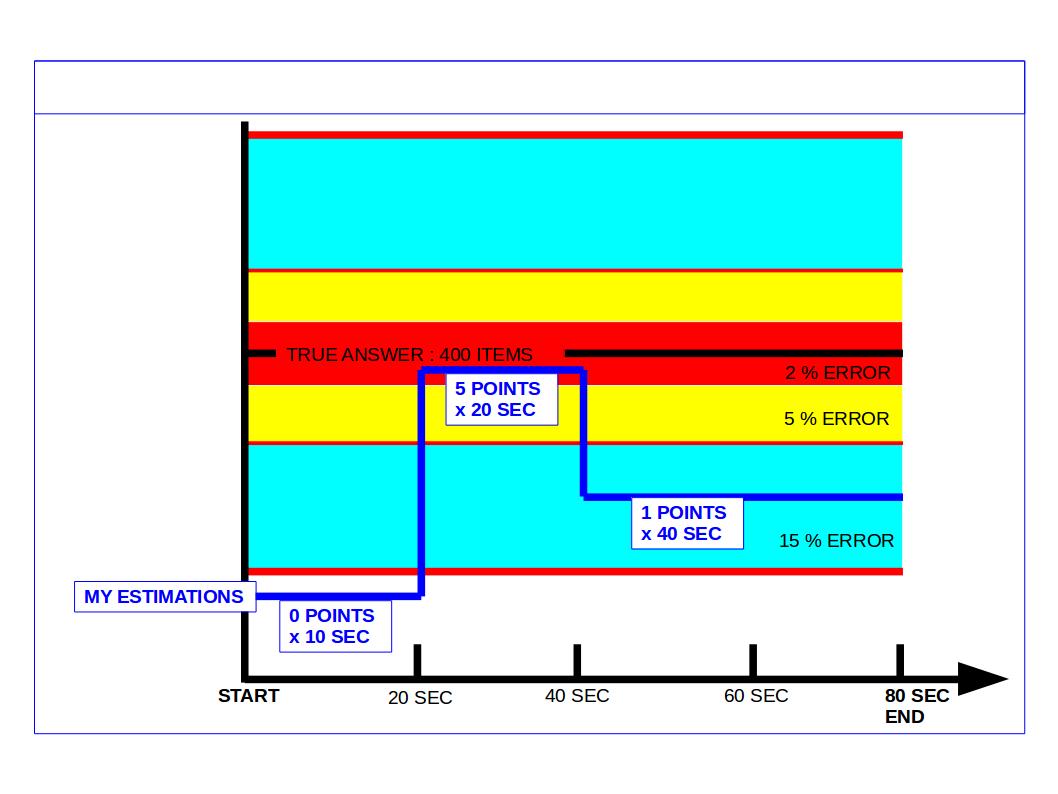 TRUE ANSWER : 400 ITEMS
2 % ERROR
5 POINTS
x 20 SEC
5 % ERROR
1 POINTS
x 40 SEC
15 % ERROR
MY ESTIMATIONS
0 POINTS
x 10 SEC
START
20 SEC
40 SEC
60 SEC
80 SEC
END